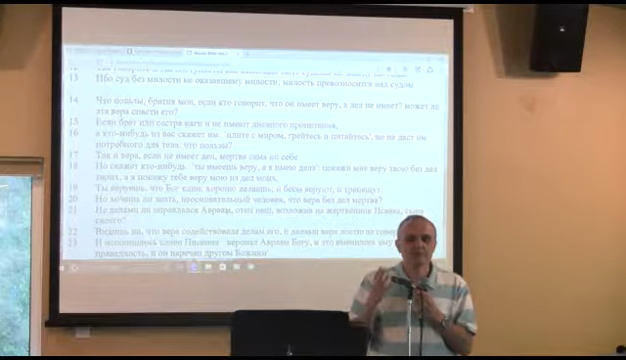 13 Ибо суд без милости не оказавшему милости; милость превозносится над судом
14 Что пользы, братия мои, если кто говорит, что он имеет веру, а дел не имеет? может ли
эта вера спасти его?
15 Если брат или сестра наги и не имеют дневного пропитания,
16 а кто-нибудь из вас скажет им: 'идите с миром, грейтесь и питайтесь', но не даст им
потребного для тела: что пользы?
17 Так и вера, если не имеет дел, мертва сама по себе
18 Но скажет кто-нибудь: 'ты имеешь веру, а я имею дела': покажи мне веру твою без дел
твоих, а я покажу тебе веру мою из дел моих.
19 Ты веруешь, что Бог един: хорошо делаешь; и бесы веруют, и трепещут
20 Но хочешь ли знать, неосновательный человек, что вера без дел мертва?
21 Не делами ли оправдался Авраам, отец наш, возложив на жертвенник Исаака, сына
своего?
22 Видишь ли, что вера содействовала делам его, и делами вера достигла
23 И исполнилось слово Писания: 'веровал Авраам Богу, и это вменилось ему в
праведность, и он наречен другом Божиим'